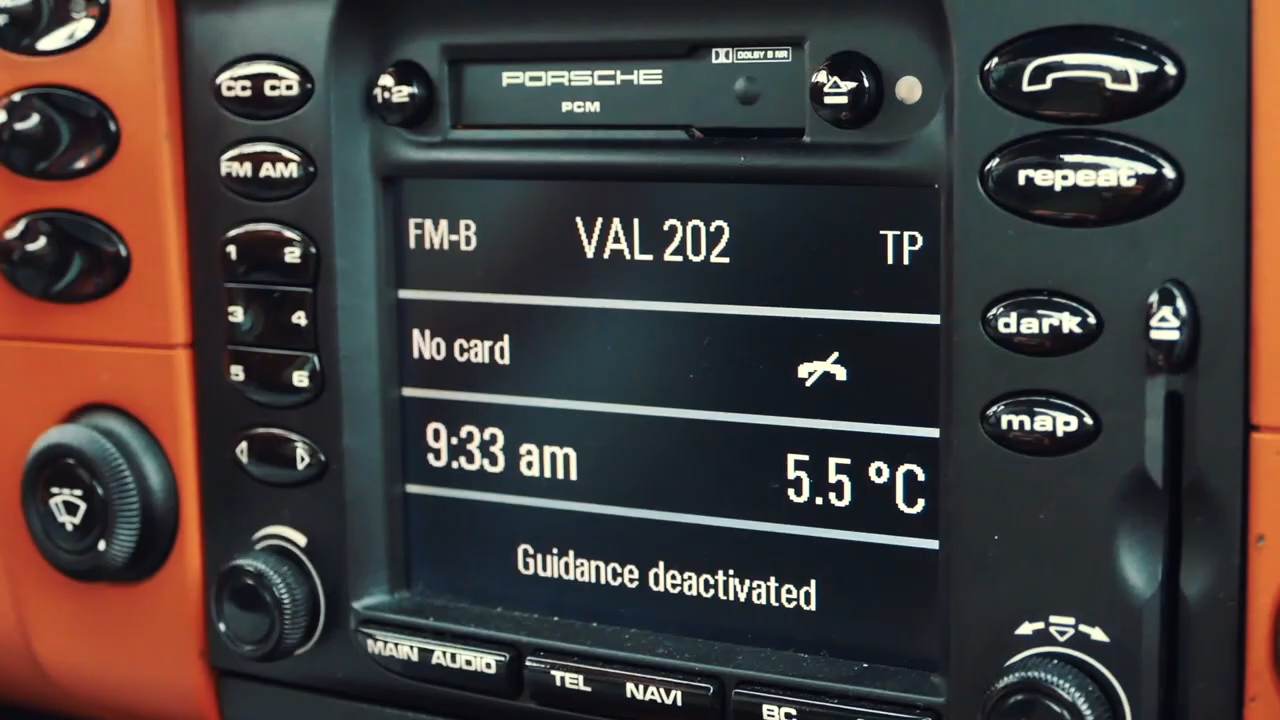 CC CD
FM AM
1 2
3 4
5 6
1·2
PORSCHE
PCM
DOLBY B NR
FM-B VAL 202 TP
No card
9:33 am 5.5 °C
Guidance deactivated
MAIN AUDIO
TEL NAVI
BC
repeat
dark
map